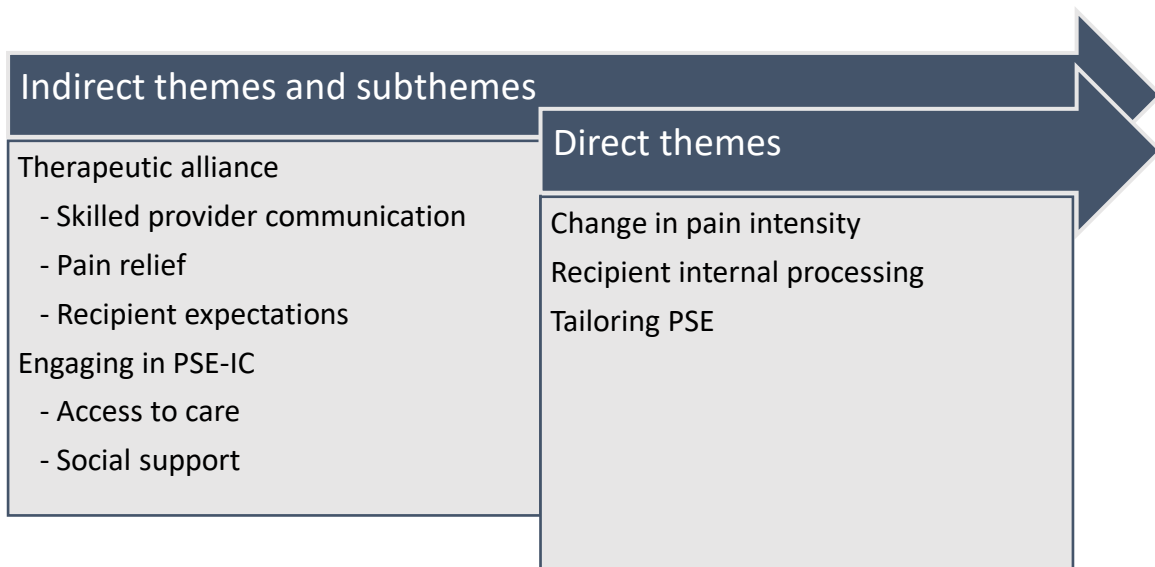 Indirect themes and subthemes
Therapeutic alliance
- Skilled provider communication
- Pain relief
- Recipient expectations
Engaging in PSE-IC
- Access to care
- Social support
Direct themes
Change in pain intensity
Recipient internal processing
Tailoring PSE